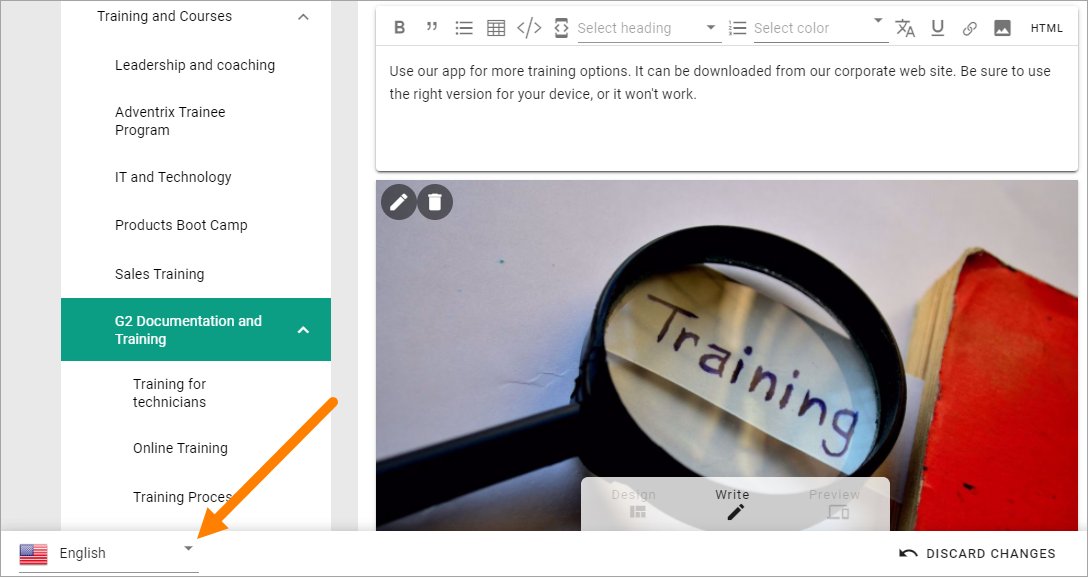 Training and Courses
Leadership and coaching
Adventrix Trainee
Program
IT and Technology
Products Boot Camp
Sales Training
G2 Documentation and
Training
Training for
technicians
Online Training
Training Proces
B ” </> Select heading Select color U HTML
Use our app for more training options. It can be downloaded from our corporate web site. Be sure to use
the right version for your device, or it won't work.
Training
Design Write Preview
English
DISCARD CHANGES